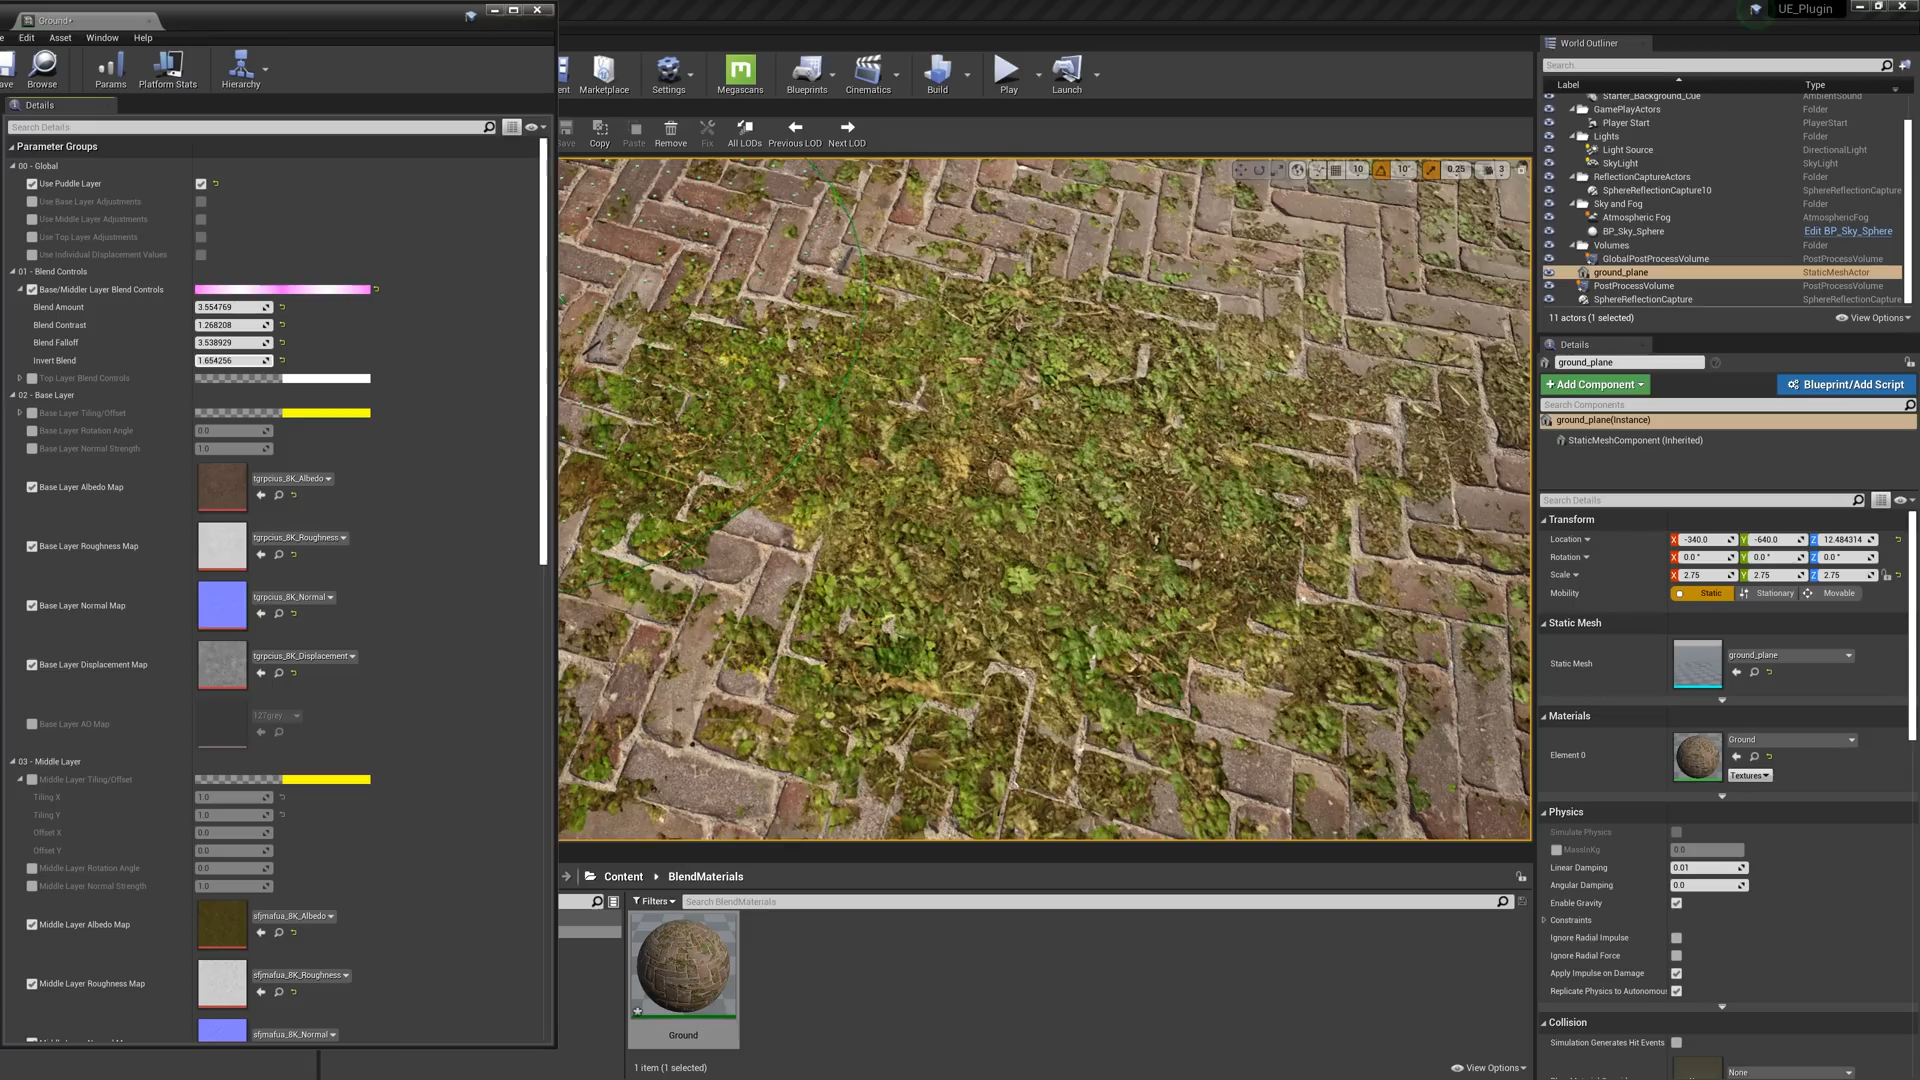 Ground•
UE_Plugin
Edit Asset Window Help
Browse Params Platform Stats Hierarchy
Marketplace Settings Megascans Blueprints Cinematics Build Play Launch
Details
Search Details
Save Copy Paste Remove Fix All LODs Previous LOD Next LOD
Parameter Groups
00 - Global
Use Puddle Layer
Use Base Layer Adjustments
Use Middle Layer Adjustments
Use Top Layer Adjustments
Use Individual Displacement Values
01 - Blend Controls
Base/Middler Layer Blend Controls
Blend Amount 3.554769
Blend Contrast 1.268208
Blend Falloff 3.538929
Invert Blend 1.654256
Top Layer Blend Controls
02 - Base Layer
Base Layer Tiling/Offset
Base Layer Rotation Angle 0.0
Base Layer Normal Strength 1.0
Base Layer Albedo Map tgrpcius_8K_Albedo
Base Layer Roughness Map tgrpcius_8K_Roughness
Base Layer Normal Map tgrpcius_8K_Normal
Base Layer Displacement Map tgrpcius_8K_Displacement
Base Layer AO Map 127grey
03 - Middle Layer
Middle Layer Tiling/Offset
Tiling X 1.0
Tiling Y 1.0
Offset X 0.0
Offset Y 0.0
Middle Layer Rotation Angle 0.0
Middle Layer Normal Strength 1.0
Middle Layer Albedo Map sfjmafua_8K_Albedo
Middle Layer Roughness Map sfjmafua_8K_Roughness
sfjmafua_8K_Normal
10 10° 0.25 3
Content BlendMaterials
Filters Search BlendMaterials
Ground
1 item (1 selected) View Options
World Outliner
Search...
Label Type
Starter_Background_Cue AmbientSound
GamePlayActors Folder
Player Start PlayerStart
Lights Folder
Light Source DirectionalLight
SkyLight SkyLight
ReflectionCaptureActors Folder
SphereReflectionCapture10 SphereReflectionCapture
Sky and Fog Folder
Atmospheric Fog AtmosphericFog
BP_Sky_Sphere Edit BP_Sky_Sphere
Volumes Folder
GlobalPostProcessVolume PostProcessVolume
ground_plane StaticMeshActor
PostProcessVolume PostProcessVolume
SphereReflectionCapture SphereReflectionCapture
11 actors (1 selected) View Options
Details
ground_plane
+ Add Component Blueprint/Add Script
Search Components
ground_plane(Instance)
StaticMeshComponent (Inherited)
Search Details
Transform
Location X -340.0 Y -640.0 Z 12.484314
Rotation X 0.0 ° Y 0.0 ° Z 0.0 °
Scale X 2.75 Y 2.75 Z 2.75
Mobility Static Stationary Movable
Static Mesh
Static Mesh ground_plane
Materials
Element 0 Ground
Textures
Physics
Simulate Physics
MassInKg 0.0
Linear Damping 0.01
Angular Damping 0.0
Enable Gravity
Constraints
Ignore Radial Impulse
Ignore Radial Force
Apply Impulse on Damage
Replicate Physics to Autonomous
Collision
Simulation Generates Hit Events
None